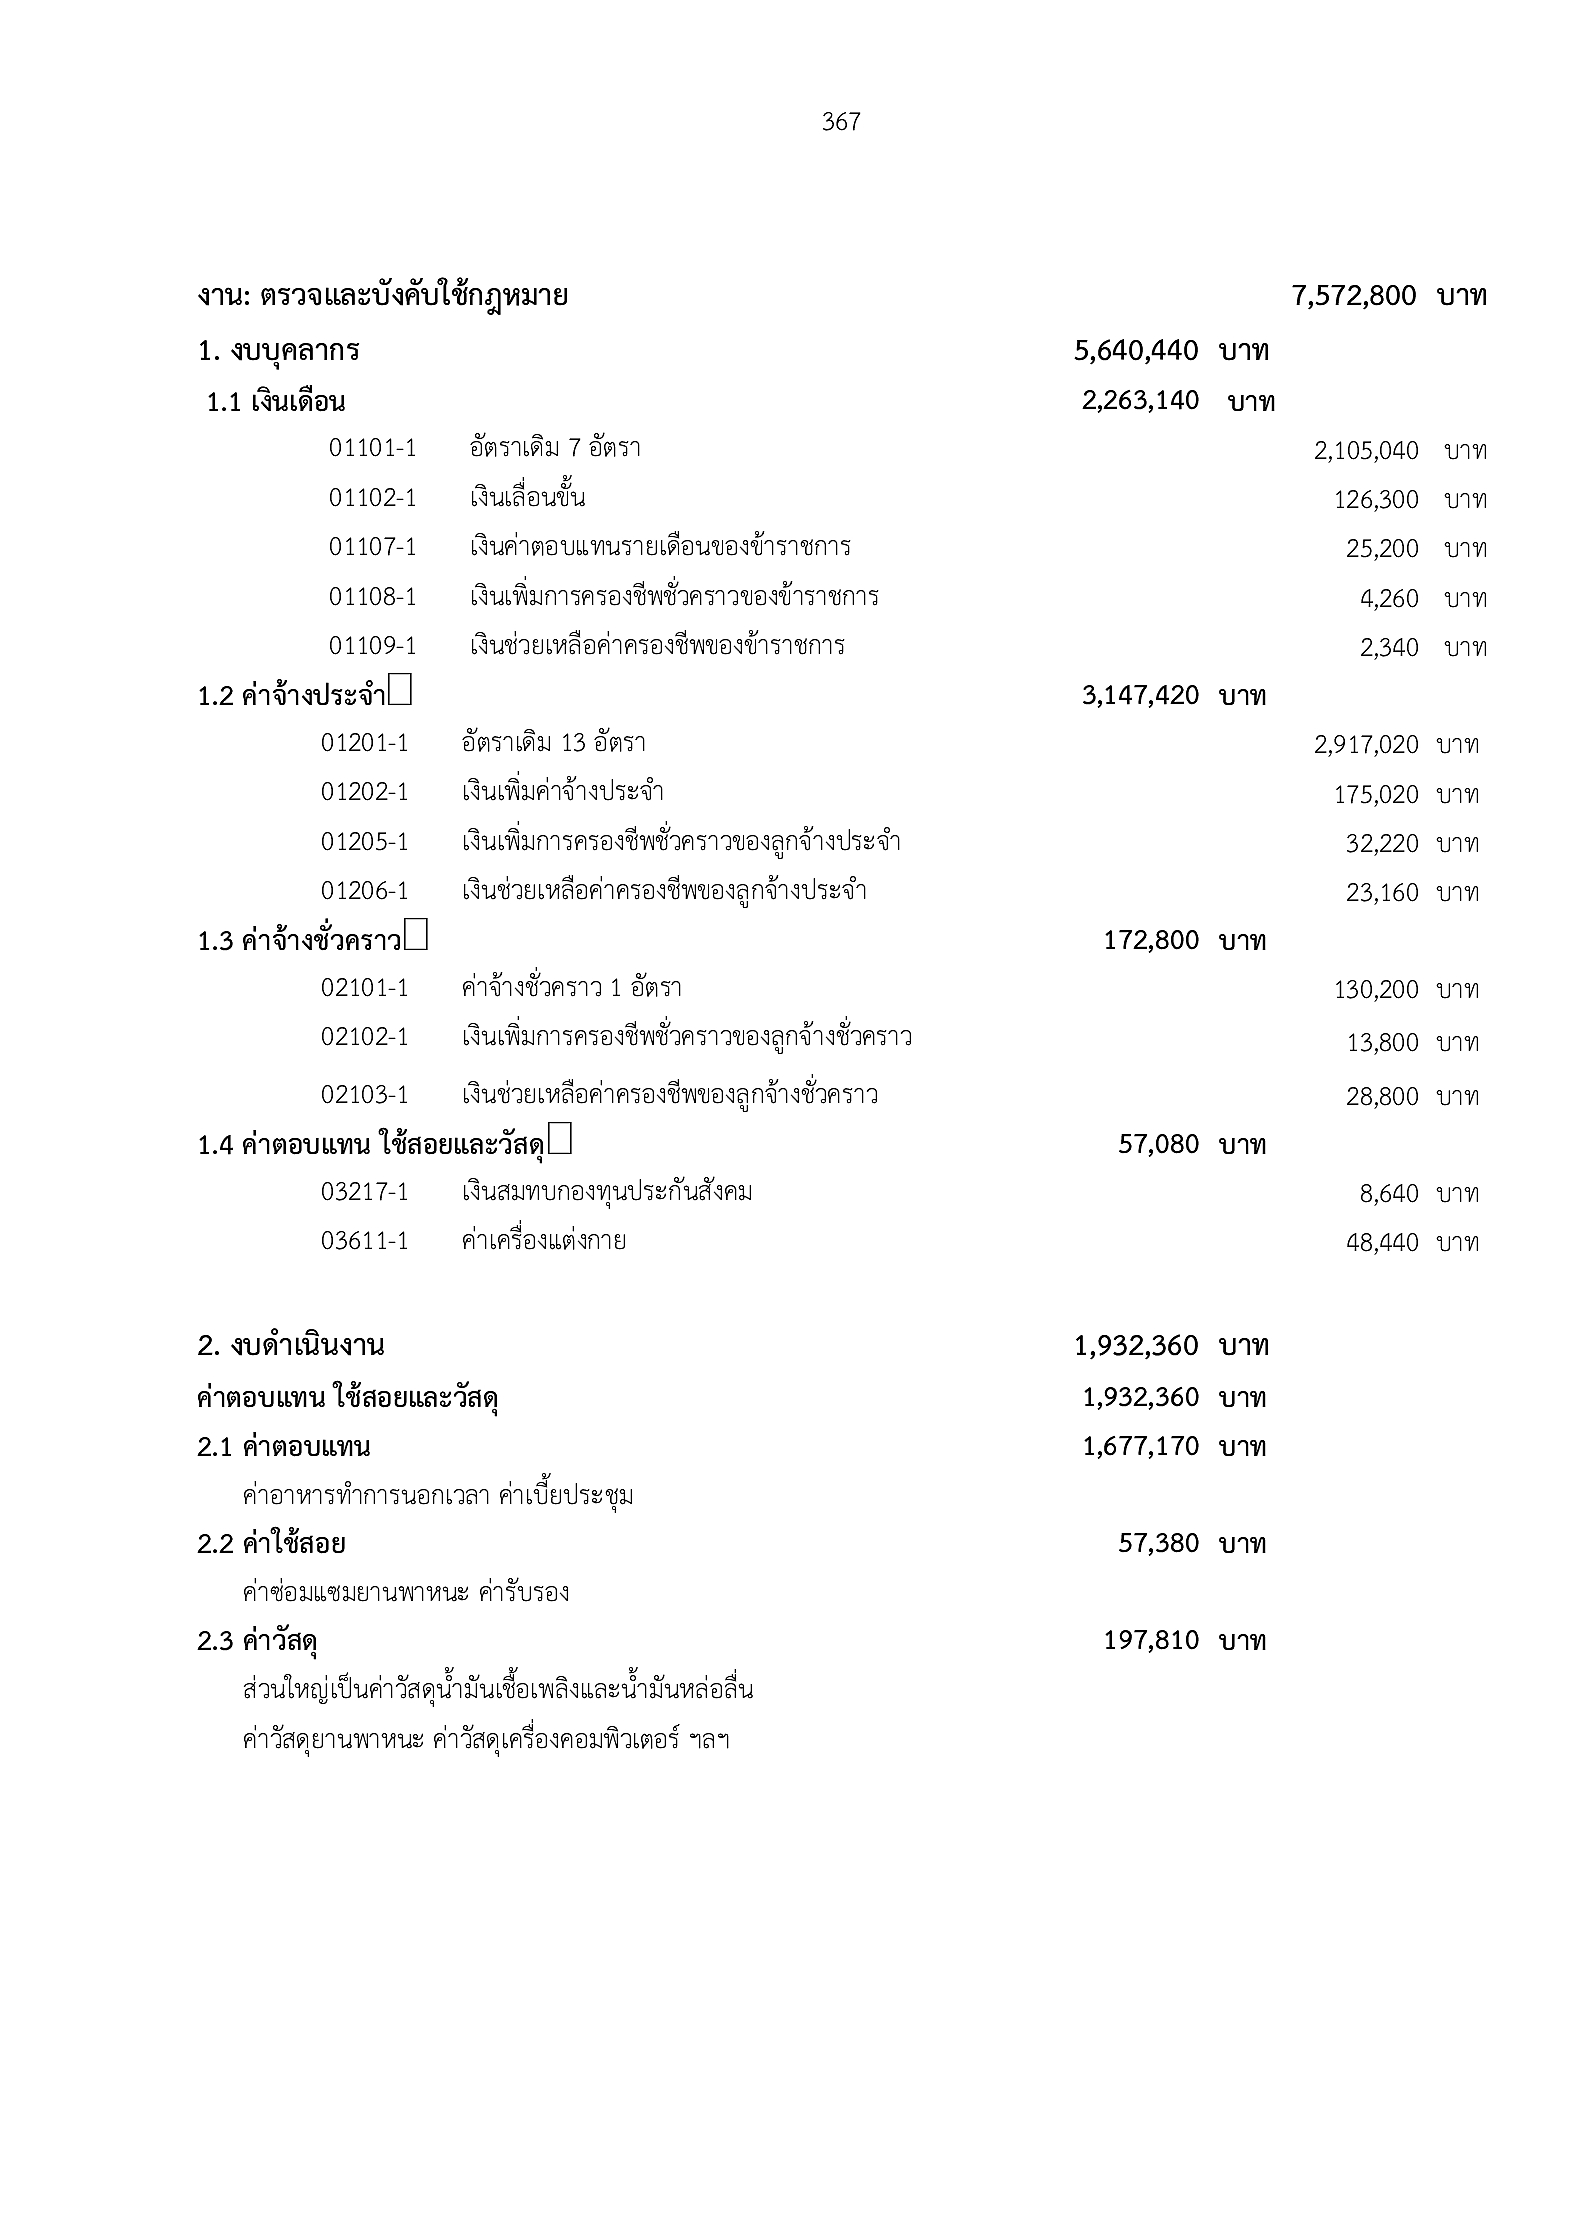 367
งาน: ตรวจและบังคับใช้กฎหมาย 7,572,800 บาท
1. งบบุคลากร 5,640,440 บาท
1.1 เงินเดือน 2,263,140 บาท
01101-1 อัตราเดิม 7 อัตรา 2,105,040 บาท
01102-1 เงินเลื่อนขั้น 126,300 บาท
01107-1 เงินค่าตอบแทนรายเดือนของข้าราชการ 25,200 บาท
01108-1 เงินเพิ่มการครองชีพชั่วคราวของข้าราชการ 4,260 บาท
01109-1 เงินช่วยเหลือค่าครองชีพของข้าราชการ 2,340 บาท
1.2 ค่าจ้างประจำ 3,147,420 บาท
01201-1 อัตราเดิม 13 อัตรา 2,917,020 บาท
01202-1 เงินเพิ่มค่าจ้างประจำ 175,020 บาท
01205-1 เงินเพิ่มการครองชีพชั่วคราวของลูกจ้างประจำ 32,220 บาท
01206-1 เงินช่วยเหลือค่าครองชีพของลูกจ้างประจำ 23,160 บาท
1.3 ค่าจ้างชั่วคราว 172,800 บาท
02101-1 ค่าจ้างชั่วคราว 1 อัตรา 130,200 บาท
02102-1 เงินเพิ่มการครองชีพชั่วคราวของลูกจ้างชั่วคราว 13,800 บาท
02103-1 เงินช่วยเหลือค่าครองชีพของลูกจ้างชั่วคราว 28,800 บาท
1.4 ค่าตอบแทน ใช้สอยและวัสดุ 57,080 บาท
03217-1 เงินสมทบกองทุนประกันสังคม 8,640 บาท
03611-1 ค่าเครื่องแต่งกาย 48,440 บาท
2. งบดำเนินงาน 1,932,360 บาท
ค่าตอบแทน ใช้สอยและวัสดุ 1,932,360 บาท
2.1 ค่าตอบแทน 1,677,170 บาท
ค่าอาหารทำการนอกเวลา ค่าเบี้ยประชุม
2.2 ค่าใช้สอย 57,380 บาท
ค่าซ่อมแซมยานพาหนะ ค่ารับรอง
2.3 ค่าวัสดุ 197,810 บาท
ส่วนใหญ่เป็นค่าวัสดุน้ำมันเชื้อเพลิงและน้ำมันหล่อลื่น
ค่าวัสดุยานพาหนะ ค่าวัสดุเครื่องคอมพิวเตอร์ ฯลฯ